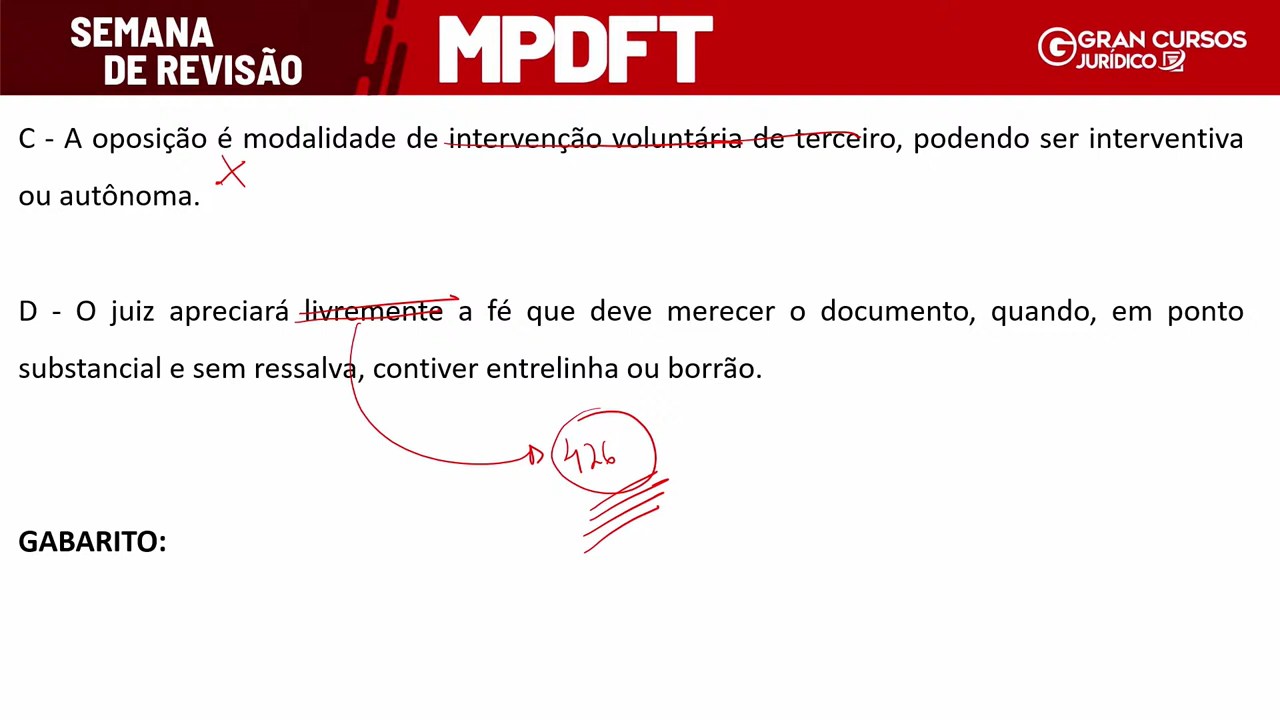 SEMANA
DE REVISÃO
MPDFT
GRAN CURSOS
JURÍDICO
C - A oposição é modalidade de intervenção voluntária de terceiro, podendo ser interventiva
ou autônoma.
D - O juiz apreciará livremente a fé que deve merecer o documento, quando, em ponto
substancial e sem ressalva, contiver entrelinha ou borrão.
426
GABARITO: